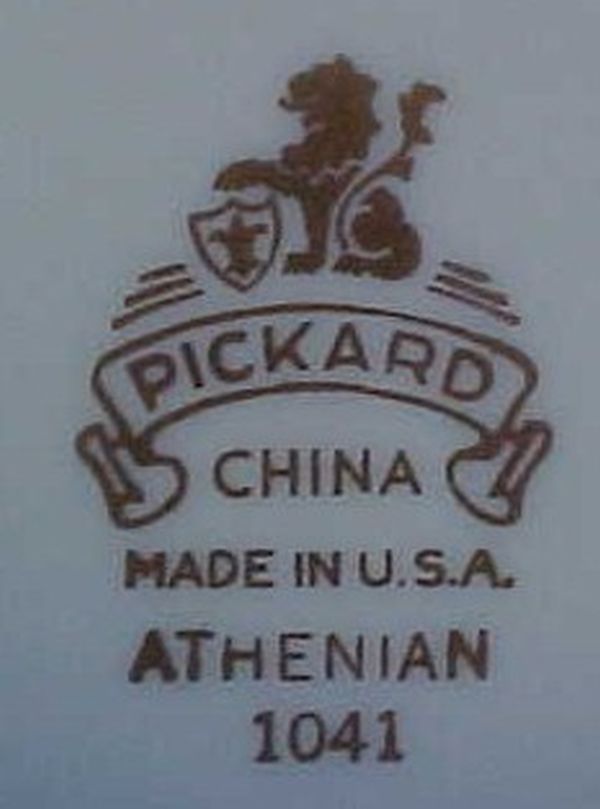 PICKARD
CHINA
MADE IN U.S.A.
ATHENIAN
1041